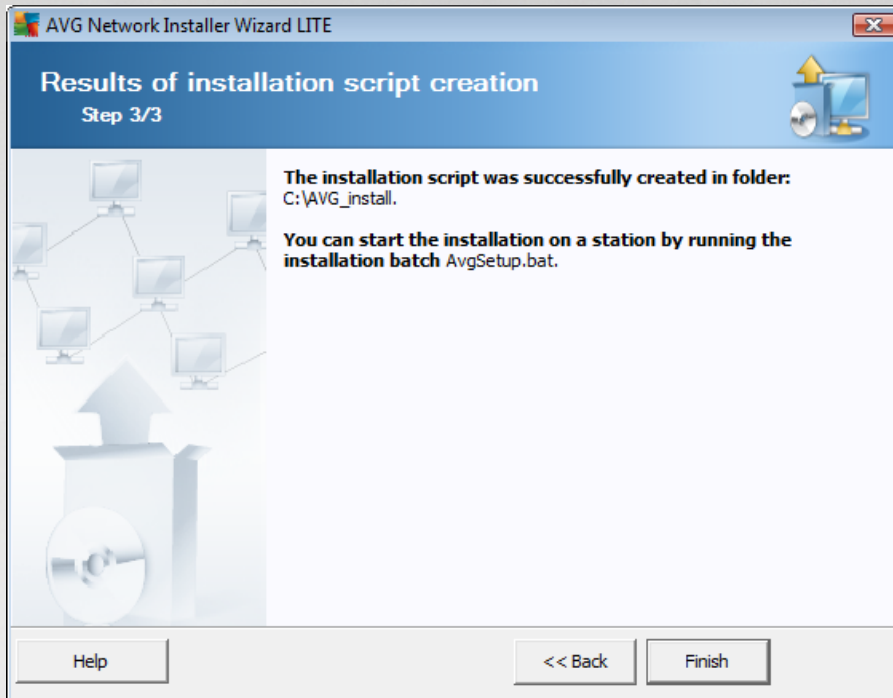 AVG Network Installer Wizard LITE
Results of installation script creation
Step 3/3
The installation script was successfully created in folder:
C:\AVG_install.
You can start the installation on a station by running the
installation batch AvgSetup.bat.
Help
<< Back
Finish